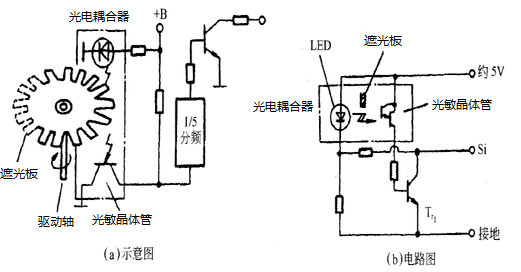 光电耦合器
+B
1/5
分频
遮光板
驱动轴
光敏晶体管
(a)示意图
LED
遮光板
约5V
光电耦合器
光敏晶体管
Si
Tr1
接地
(b)电路图